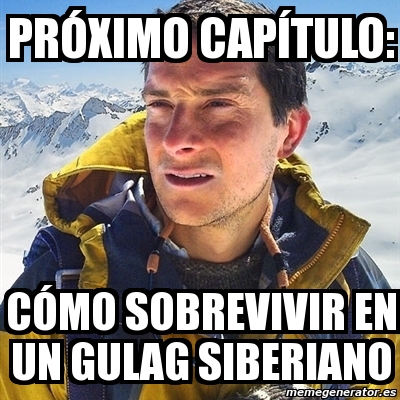 PRÓXIMO CAPÍTULO:
CÓMO SOBREVIVIR EN
UN GULAG SIBERIANO
memegenerator.es